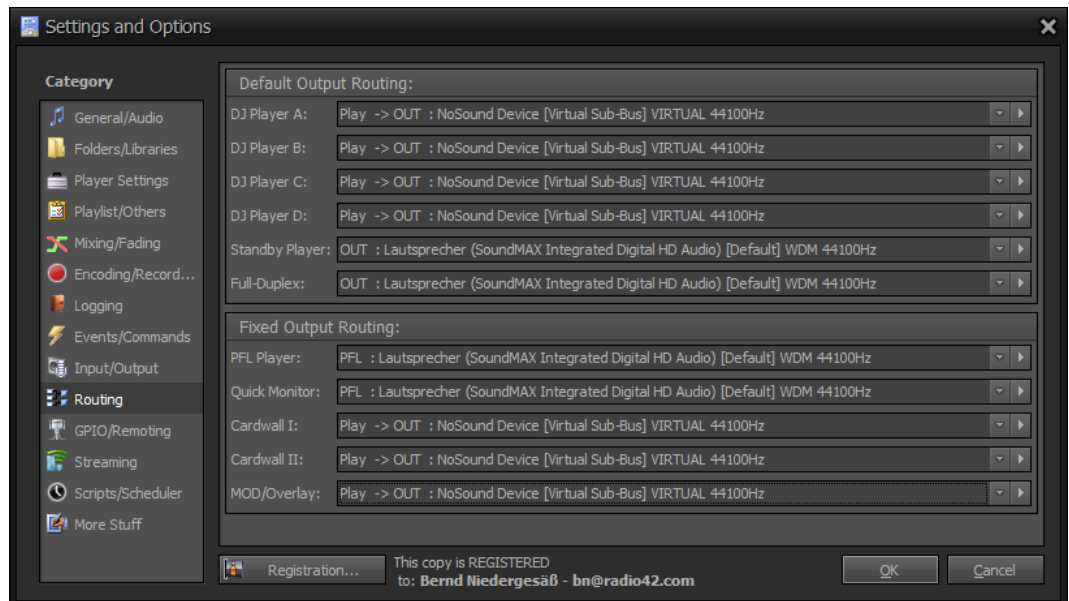 Settings and Options
Category
General/Audio
Folders/Libraries
Player Settings
Playlist/Others
Mixing/Fading
Encoding/Record...
Logging
Events/Commands
Input/Output
Routing
GPIO/Remoting
Streaming
Scripts/Scheduler
More Stuff
Default Output Routing:
DJ Player A: Play -> OUT : NoSound Device [Virtual Sub-Bus] VIRTUAL 44100Hz
DJ Player B: Play -> OUT : NoSound Device [Virtual Sub-Bus] VIRTUAL 44100Hz
DJ Player C: Play -> OUT : NoSound Device [Virtual Sub-Bus] VIRTUAL 44100Hz
DJ Player D: Play -> OUT : NoSound Device [Virtual Sub-Bus] VIRTUAL 44100Hz
Standby Player: OUT : Lautsprecher (SoundMAX Integrated Digital HD Audio) [Default] WDM 44100Hz
Full-Duplex: OUT : Lautsprecher (SoundMAX Integrated Digital HD Audio) [Default] WDM 44100Hz
Fixed Output Routing:
PFL Player: PFL : Lautsprecher (SoundMAX Integrated Digital HD Audio) [Default] WDM 44100Hz
Quick Monitor: PFL : Lautsprecher (SoundMAX Integrated Digital HD Audio) [Default] WDM 44100Hz
Cardwall I: Play -> OUT : NoSound Device [Virtual Sub-Bus] VIRTUAL 44100Hz
Cardwall II: Play -> OUT : NoSound Device [Virtual Sub-Bus] VIRTUAL 44100Hz
MOD/Overlay: Play -> OUT : NoSound Device [Virtual Sub-Bus] VIRTUAL 44100Hz
Registration...
This copy is REGISTERED
to: Bernd Niedergesäß - bn@radio42.com
OK
Cancel